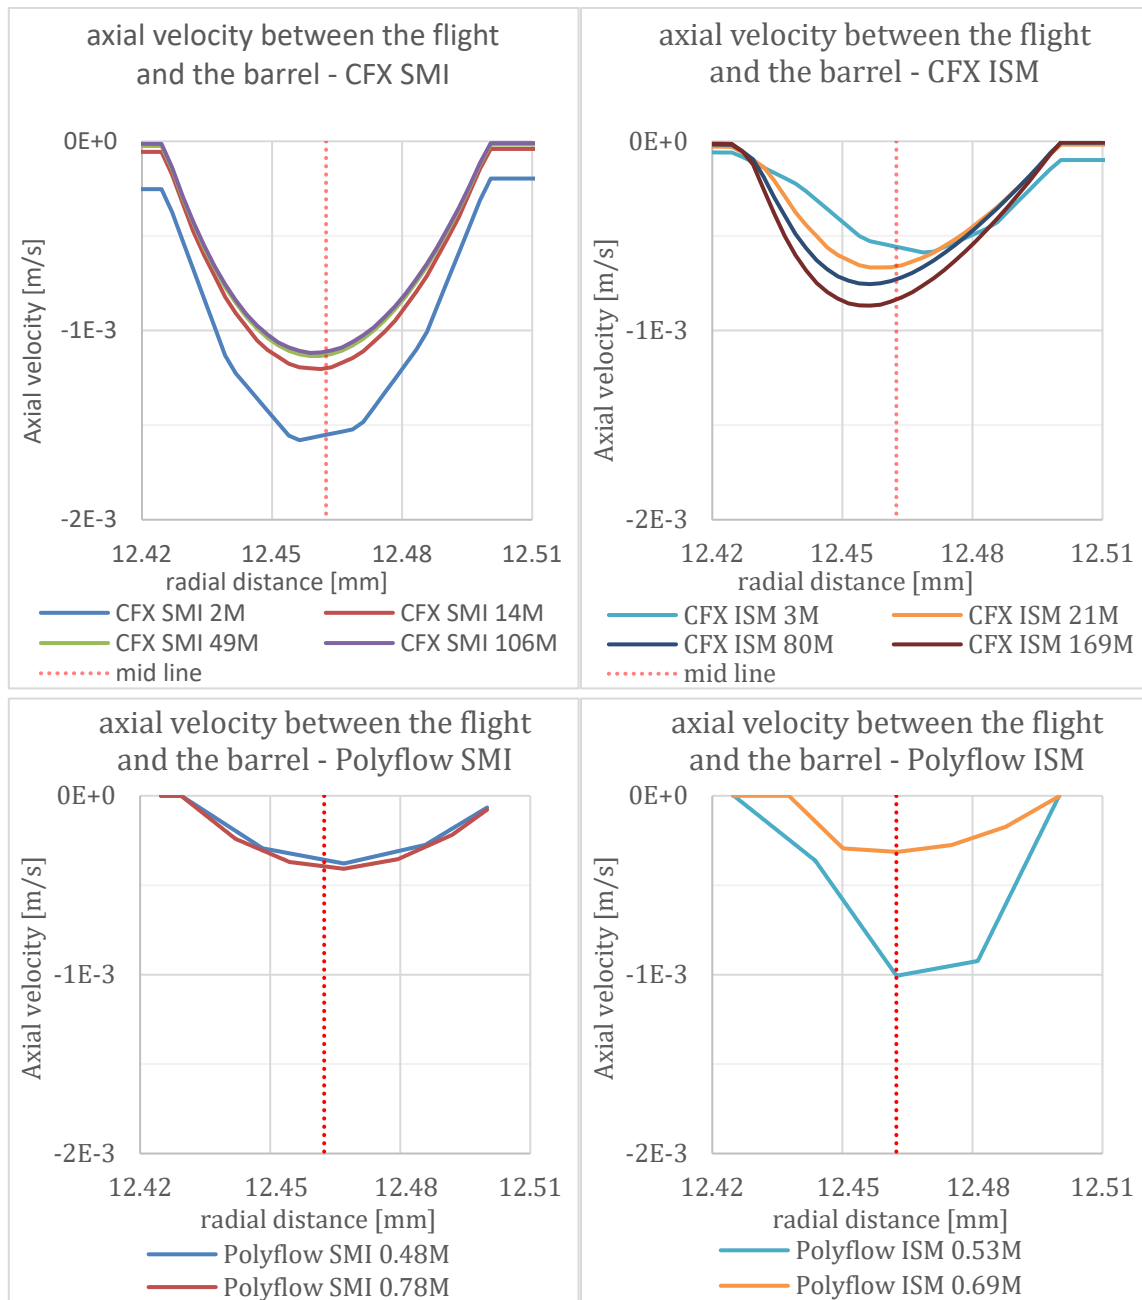 axial velocity between the flight
and the barrel - CFX SMI
0E+0
-1E-3
-2E-3
Axial velocity [m/s]
12.42 12.45 12.48 12.51
radial distance [mm]
CFX SMI 2M CFX SMI 14M
CFX SMI 49M CFX SMI 106M
mid line
axial velocity between the flight
and the barrel - CFX ISM
0E+0
-1E-3
-2E-3
Axial velocity [m/s]
12.42 12.45 12.48 12.51
radial distance [mm]
CFX ISM 3M CFX ISM 21M
CFX ISM 80M CFX ISM 169M
mid line
axial velocity between the flight
and the barrel - Polyflow SMI
0E+0
-1E-3
-2E-3
Axial velocity [m/s]
12.42 12.45 12.48 12.51
radial distance [mm]
Polyflow SMI 0.48M
Polyflow SMI 0.78M
axial velocity between the flight
and the barrel - Polyflow ISM
0E+0
-1E-3
-2E-3
Axial velocity [m/s]
12.42 12.45 12.48 12.51
radial distance [mm]
Polyflow ISM 0.53M
Polyflow ISM 0.69M